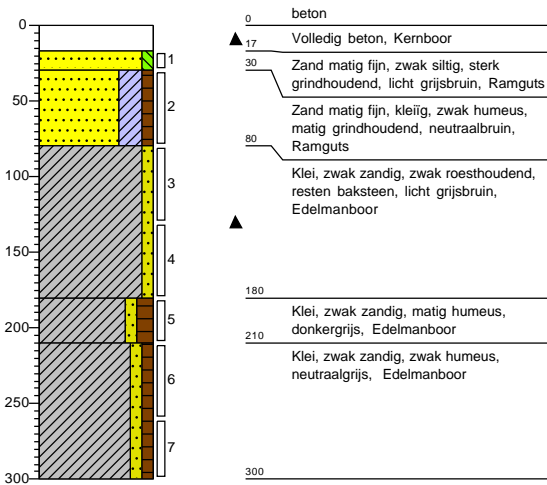 0
50
100
150
200
250
300
1
2
3
4
5
6
7
0
beton
17
Volledig beton, Kernboor
30
Zand matig fijn, zwak siltig, sterk
grindhoudend, licht grijsbruin, Ramguts
Zand matig fijn, kleiïg, zwak humeus,
matig grindhoudend, neutraalbruin,
Ramguts
80
Klei, zwak zandig, zwak roesthoudend,
resten baksteen, licht grijsbruin,
Edelmanboor
180
Klei, zwak zandig, matig humeus,
donkergrijs, Edelmanboor
210
Klei, zwak zandig, zwak humeus,
neutraalgrijs, Edelmanboor
300